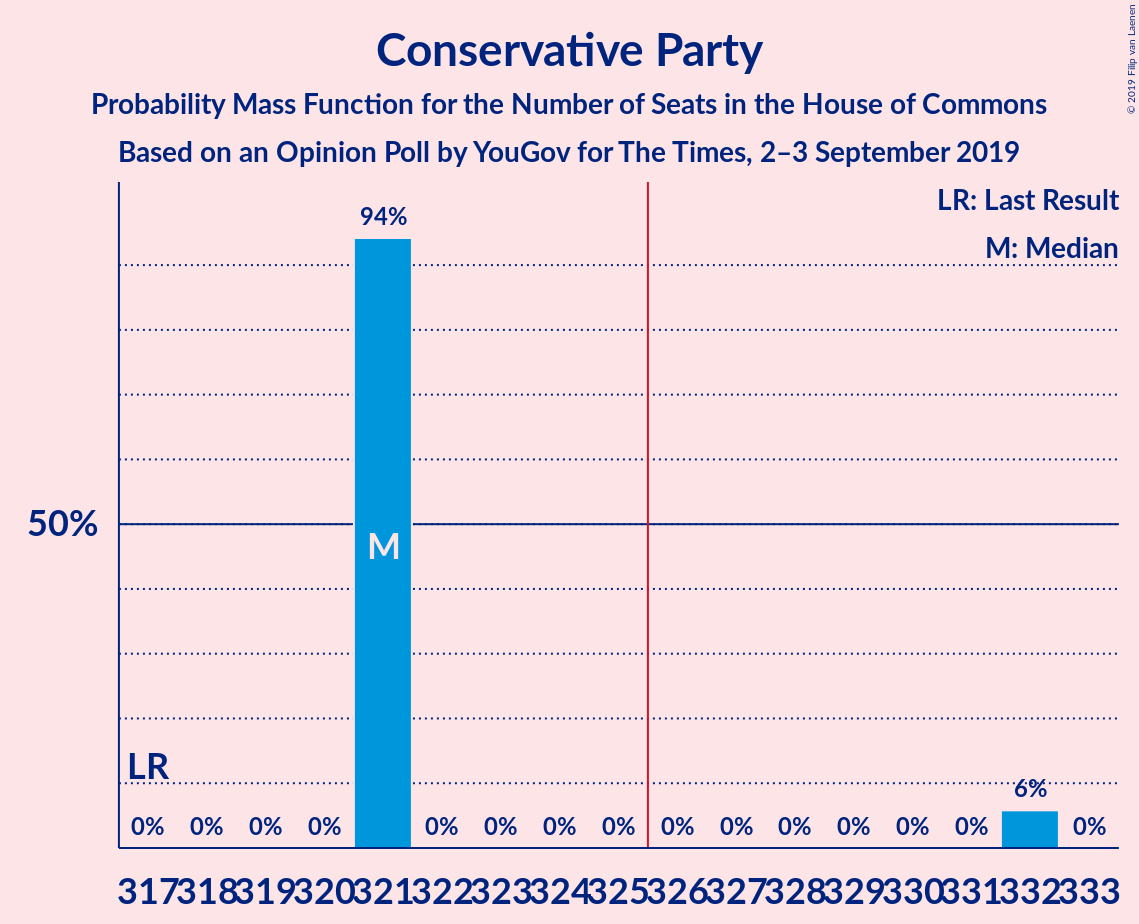 Conservative Party
Probability Mass Function for the Number of Seats in the House of Commons
Based on an Opinion Poll by YouGov for The Times, 2–3 September 2019
© 2019 Filip van Laenen
LR: Last Result
M: Median
94%
50%
M
LR
6%
0% 0% 0% 0% 0% 0% 0% 0% 0% 0% 0% 0% 0% 0% 0%
317 318 319 320 321 322 323 324 325 326 327 328 329 330 331 332 333